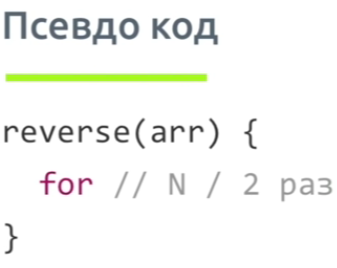 Псевдо код
reverse(arr) {
for // N / 2 раз
}